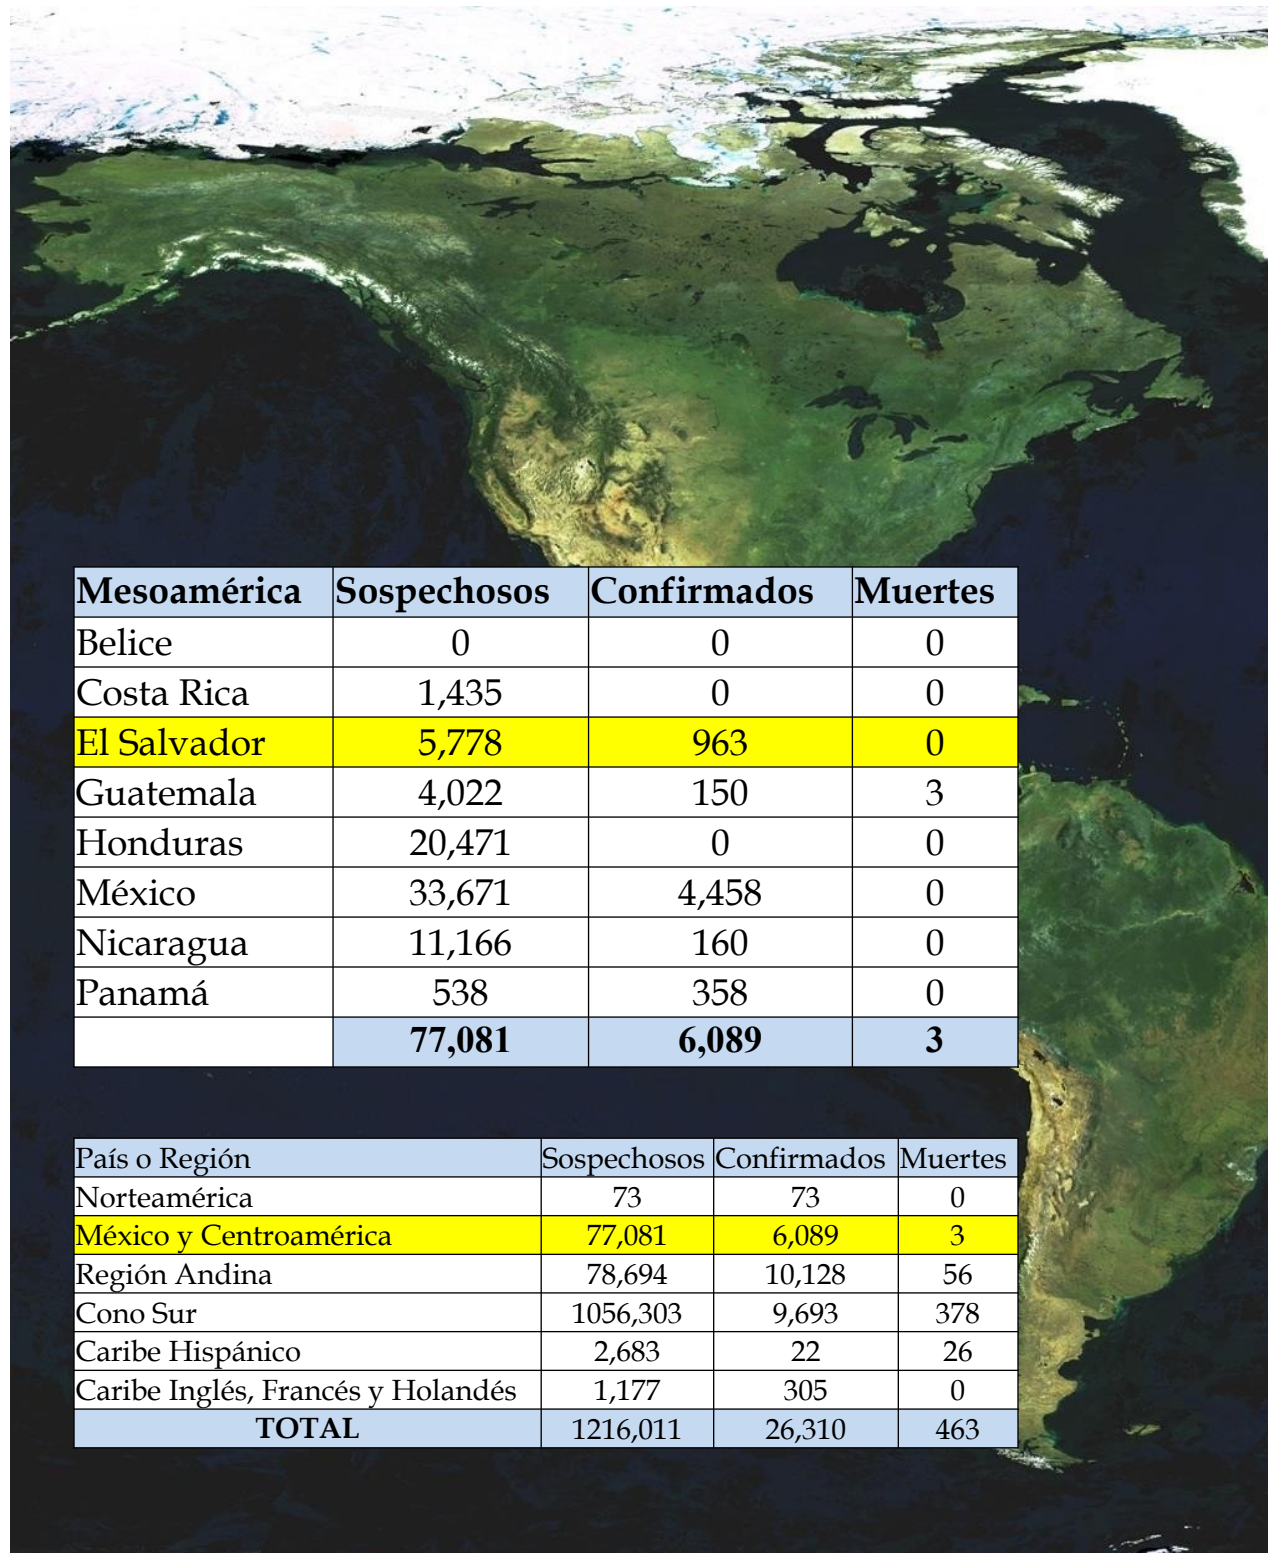 Mesoamérica Sospechosos Confirmados Muertes
Belice 0 0 0
Costa Rica 1,435 0 0
El Salvador 5,778 963 0
Guatemala 4,022 150 3
Honduras 20,471 0 0
México 33,671 4,458 0
Nicaragua 11,166 160 0
Panamá 538 358 0
77,081 6,089 3
País o Región Sospechosos Confirmados Muertes
Norteamérica 73 73 0
México y Centroamérica 77,081 6,089 3
Región Andina 78,694 10,128 56
Cono Sur 1056,303 9,693 378
Caribe Hispánico 2,683 22 26
Caribe Inglés, Francés y Holandés 1,177 305 0
TOTAL 1216,011 26,310 463